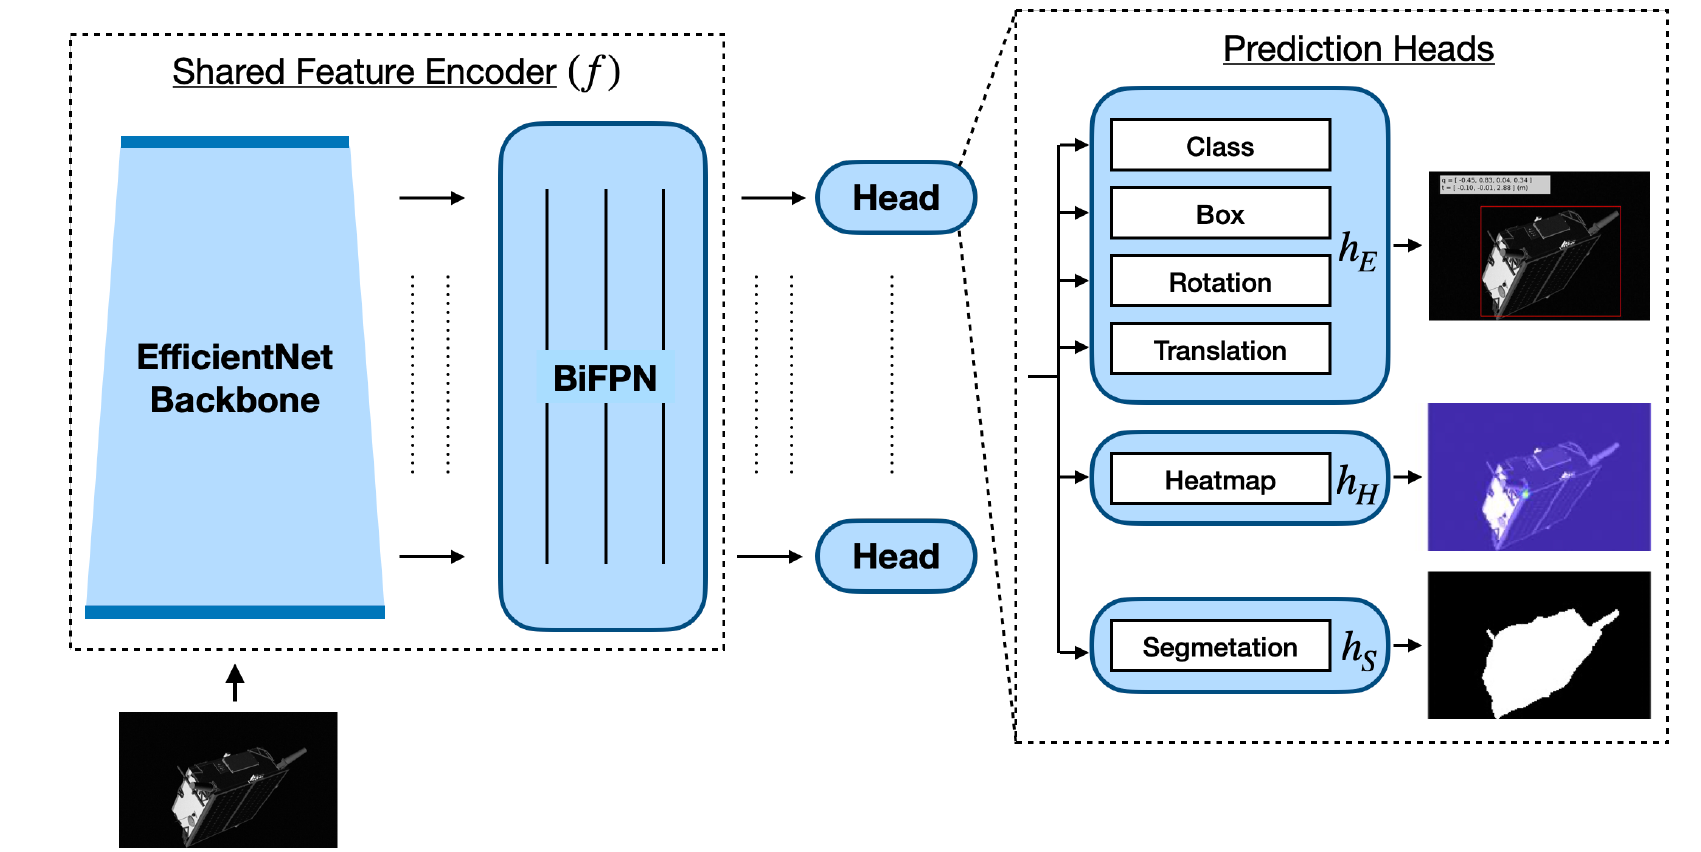 Shared Feature Encoder (f)
EfficientNet
Backbone
BiFPN
Head
Head
Prediction Heads
Class
Box
Rotation
Translation
h_E
q = [ -0.45, 0.83, 0.04, 0.34 ]
t = [ -0.10, -0.01, 2.88 ] (m)
Heatmap
h_H
Segmetation
h_S